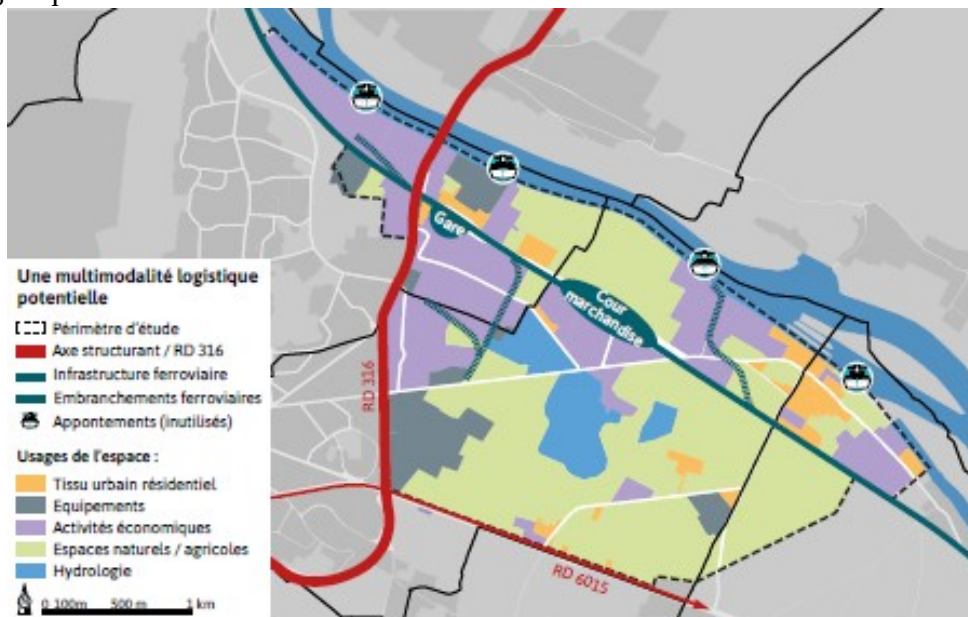 Gare
Cour
marchandise
RD 316
RD 6015
Une multimodalité logistique
potentielle
Périmètre d'étude
Axe structurant / RD 316
Infrastructure ferroviaire
Embranchements ferroviaires
Appontements (inutilisés)
Usages de l'espace :
Tissu urbain résidentiel
Equipements
Activités économiques
Espaces naturels / agricoles
Hydrologie
0 100m 500 m 1 km